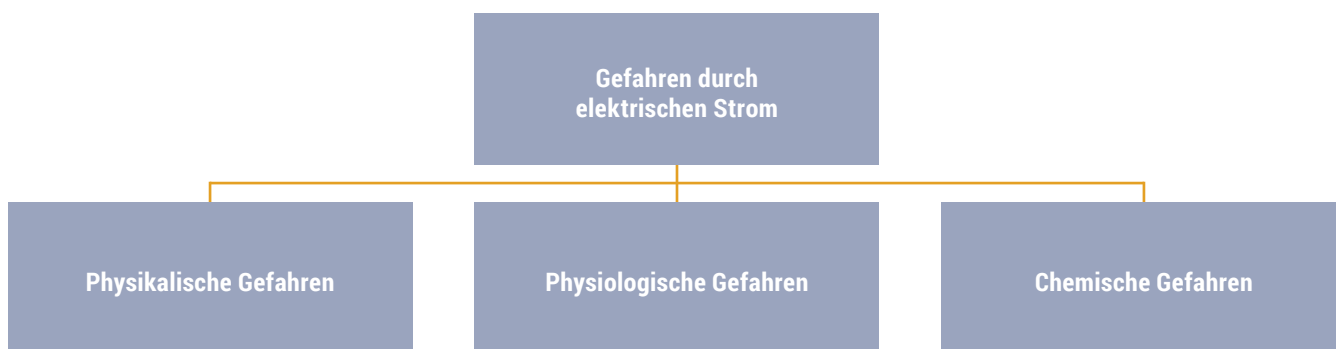 Gefahren durch
elektrischen Strom
Physikalische Gefahren
Physiologische Gefahren
Chemische Gefahren